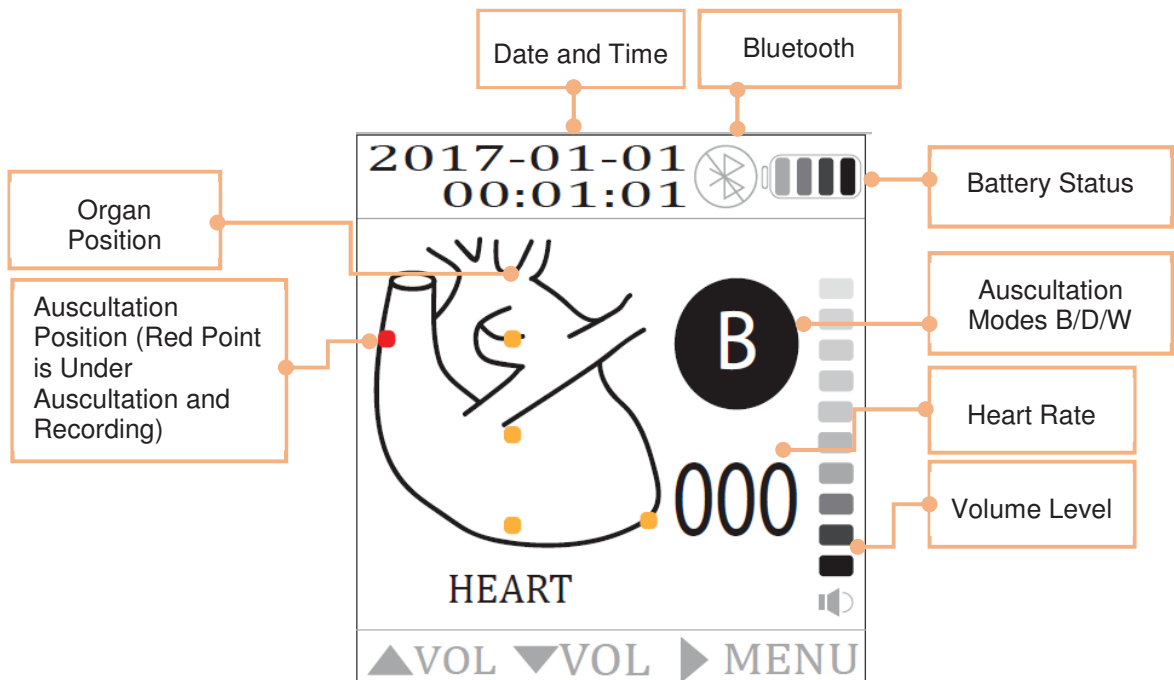 Date and Time
Bluetooth
2017-01-01
00:01:01
Battery Status
Organ
Position
Auscultation
Position (Red Point
is Under
Auscultation and
Recording)
B
Auscultation
Modes B/D/W
Heart Rate
000
Volume Level
HEART
▲VOL ▼VOL ▶ MENU